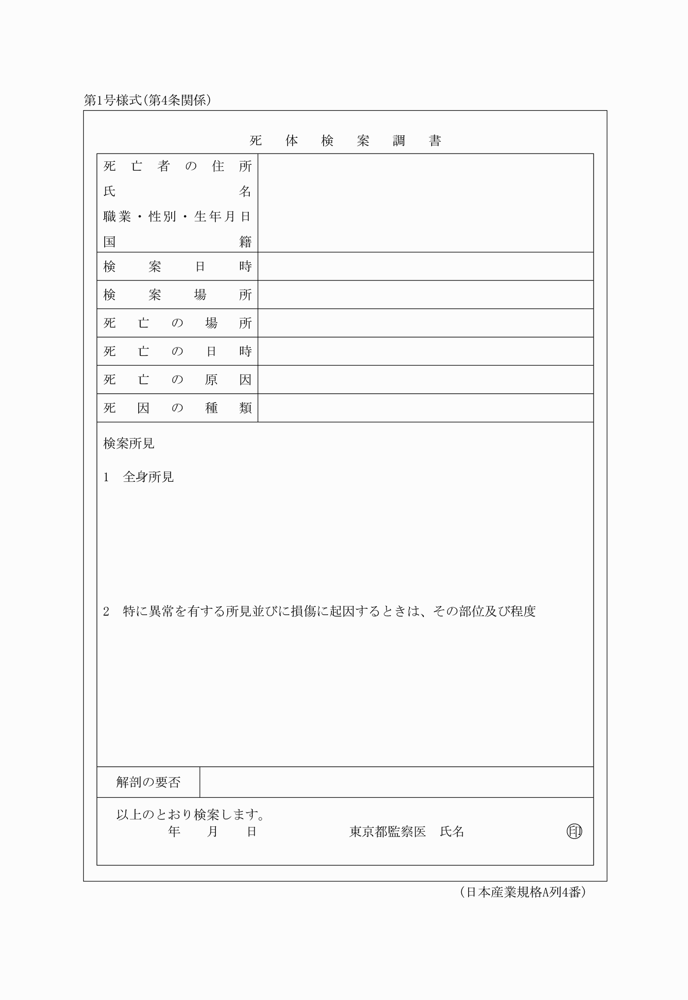 第1号様式(第4条関係)
死体検案調書
死亡者の住所
氏名
職業・性別・生年月日
国籍
検案日時
検案場所
死亡の場所
死亡の日時
死亡の原因
死因の種類
検案所見
1　全身所見
2　特に異常を有する所見並びに損傷に起因するときは、その部位及び程度
解剖の要否
以上のとおり検案します。
年　月　日　東京都監察医　氏名　㊞
(日本産業規格A列4番)